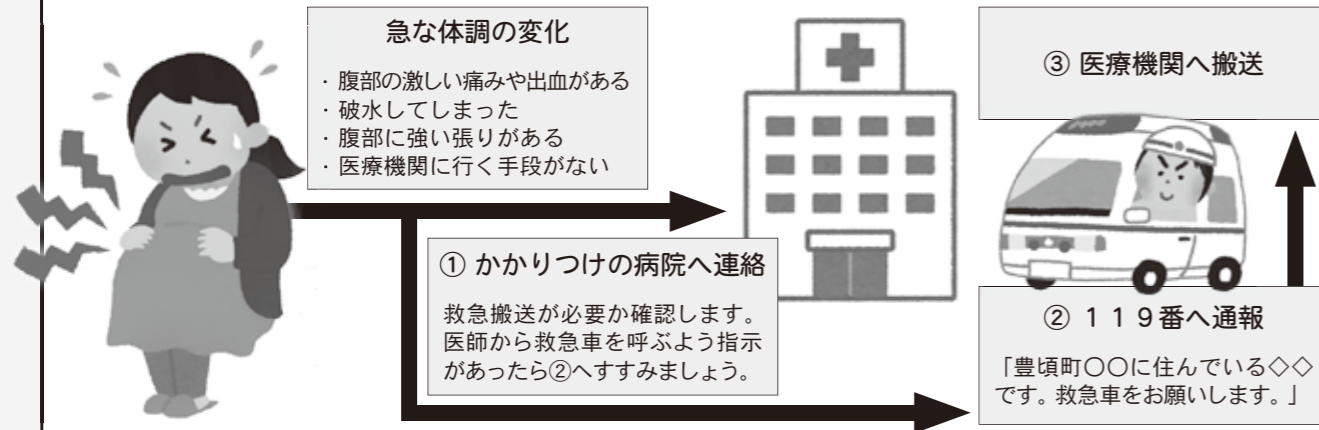 急な体調の変化
・腹部の激しい痛みや出血がある
・破水してしまった
・腹部に強い張りがある
・医療機関に行く手段がない
① かかりつけの病院へ連絡
救急搬送が必要か確認します。
医師から救急車を呼ぶよう指示
があったら②へすすみましょう。
③ 医療機関へ搬送
② 119番へ通報
「豊頃町〇〇に住んでいる◇◇
です。救急車をお願いします。」